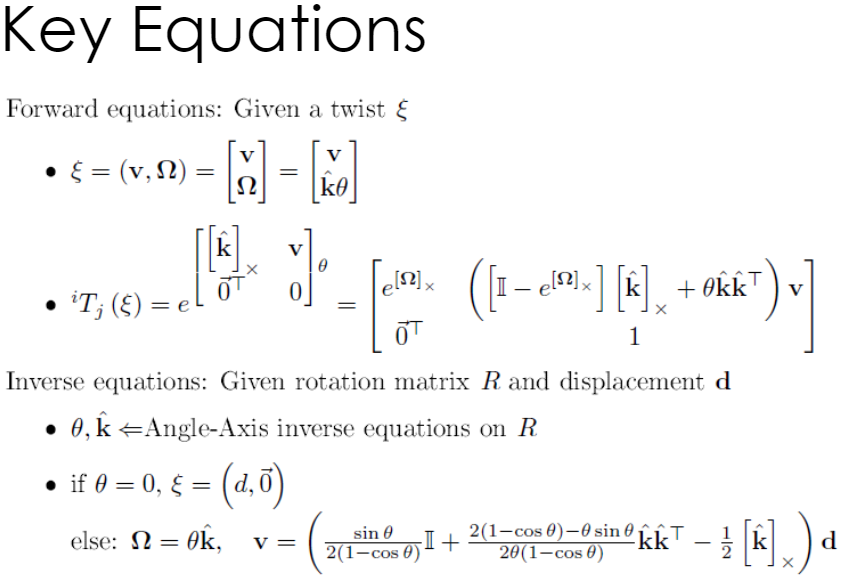 Key Equations
Forward equations: Given a twist ξ
• ξ = (v, Ω) = [v; Ω] = [v; k̂θ]
• ⁱTⱼ (ξ) = e^{[[k̂]ₓ v; 0⃗ᵀ 0]θ} = [e^{[Ω]ₓ} ([𝕀 − e^{[Ω]ₓ}] [k̂]ₓ + θk̂k̂ᵀ) v; 0⃗ᵀ 1]
Inverse equations: Given rotation matrix R and displacement d
• θ, k̂ ⇐Angle-Axis inverse equations on R
• if θ = 0, ξ = (d, 0⃗)
else: Ω = θk̂, v = (sin θ / 2(1−cos θ) 𝕀 + 2(1−cos θ)−θ sin θ / 2θ(1−cos θ) k̂k̂ᵀ − 1/2 [k̂]ₓ) d